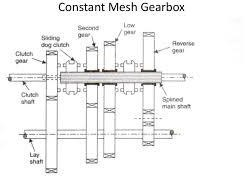 Constant Mesh Gearbox
Second
gear
Low
gear
Sliding
dog clutch
Reverse
gear
Clutch
gear
Clutch
shaft
Splined
main shaft
Lay
shaft